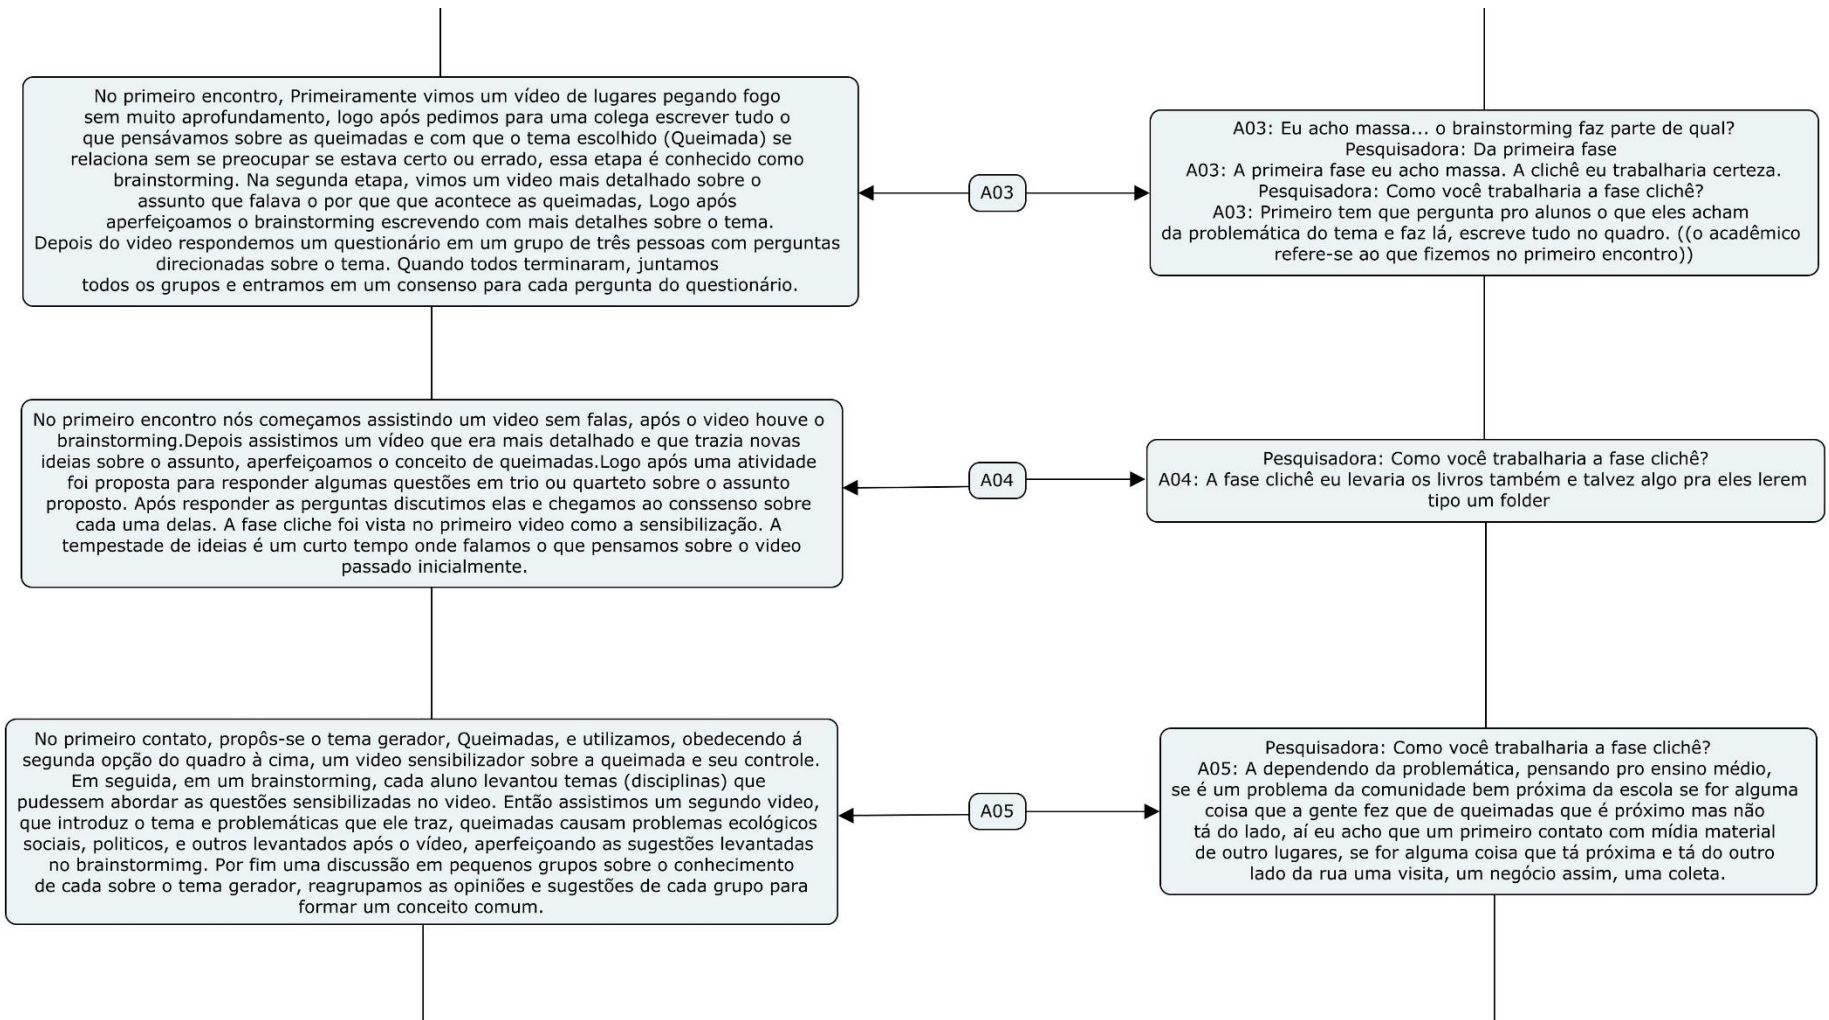 No primeiro encontro, Primeiramente vimos um vídeo de lugares pegando fogo
sem muito aprofundamento, logo após pedimos para uma colega escrever tudo o
que pensávamos sobre as queimadas e com que o tema escolhido (Queimada) se
relaciona sem se preocupar se estava certo ou errado, essa etapa é conhecido como
brainstorming. Na segunda etapa, vimos um video mais detalhado sobre o
assunto que falava o por que que acontece as queimadas, Logo após
aperfeiçoamos o brainstorming escrevendo com mais detalhes sobre o tema.
Depois do video respondemos um questionário em um grupo de três pessoas com perguntas
direcionadas sobre o tema. Quando todos terminaram, juntamos
todos os grupos e entramos em um consenso para cada pergunta do questionário.
A03
A03: Eu acho massa... o brainstorming faz parte de qual?
Pesquisadora: Da primeira fase
A03: A primeira fase eu acho massa. A clichê eu trabalharia certeza.
Pesquisadora: Como você trabalharia a fase clichê?
A03: Primeiro tem que pergunta pro alunos o que eles acham
da problemática do tema e faz lá, escreve tudo no quadro. ((o acadêmico
refere-se ao que fizemos no primeiro encontro))
No primeiro encontro nós começamos assistindo um video sem falas, após o video houve o
brainstorming.Depois assistimos um vídeo que era mais detalhado e que trazia novas
ideias sobre o assunto, aperfeiçoamos o conceito de queimadas.Logo após uma atividade
foi proposta para responder algumas questões em trio ou quarteto sobre o assunto
proposto. Após responder as perguntas discutimos elas e chegamos ao conssenso sobre
cada uma delas. A fase cliche foi vista no primeiro video como a sensibilização. A
tempestade de ideias é um curto tempo onde falamos o que pensamos sobre o video
passado inicialmente.
A04
Pesquisadora: Como você trabalharia a fase clichê?
A04: A fase clichê eu levaria os livros também e talvez algo pra eles lerem
tipo um folder
No primeiro contato, propôs-se o tema gerador, Queimadas, e utilizamos, obedecendo á
segunda opção do quadro à cima, um video sensibilizador sobre a queimada e seu controle.
Em seguida, em um brainstorming, cada aluno levantou temas (disciplinas) que
pudessem abordar as questões sensibilizadas no video. Então assistimos um segundo video,
que introduz o tema e problemáticas que ele traz, queimadas causam problemas ecológicos
sociais, politicos, e outros levantados após o vídeo, aperfeiçoando as sugestões levantadas
no brainstormimg. Por fim uma discussão em pequenos grupos sobre o conhecimento
de cada sobre o tema gerador, reagrupamos as opiniões e sugestões de cada grupo para
formar um conceito comum.
A05
Pesquisadora: Como você trabalharia a fase clichê?
A05: A dependendo da problemática, pensando pro ensino médio,
se é um problema da comunidade bem próxima da escola se for alguma
coisa que a gente fez que de queimadas que é próximo mas não
tá do lado, aí eu acho que um primeiro contato com mídia material
de outro lugares, se for alguma coisa que tá próxima e tá do outro
lado da rua uma visita, um negócio assim, uma coleta.